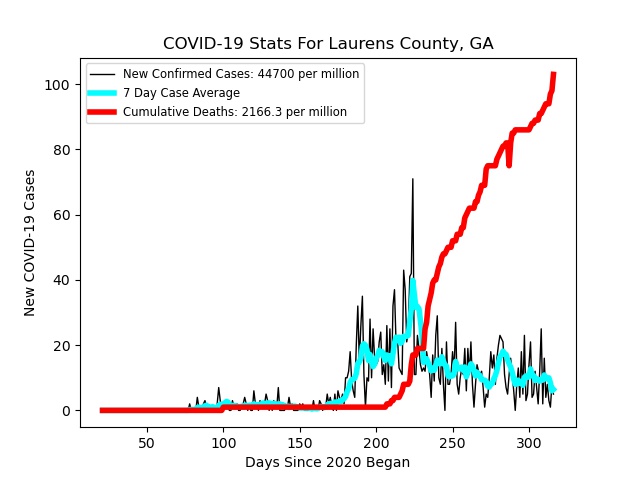 COVID-19 Stats For Laurens County, GA
New Confirmed Cases: 44700 per million
7 Day Case Average
Cumulative Deaths: 2166.3 per million
New COVID-19 Cases
100
80
60
40
20
0
50 100 150 200 250 300
Days Since 2020 Began